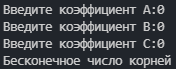 Введите коэффициент A:0
Введите коэффициент B:0
Введите коэффициент C:0
Бесконечное число корней